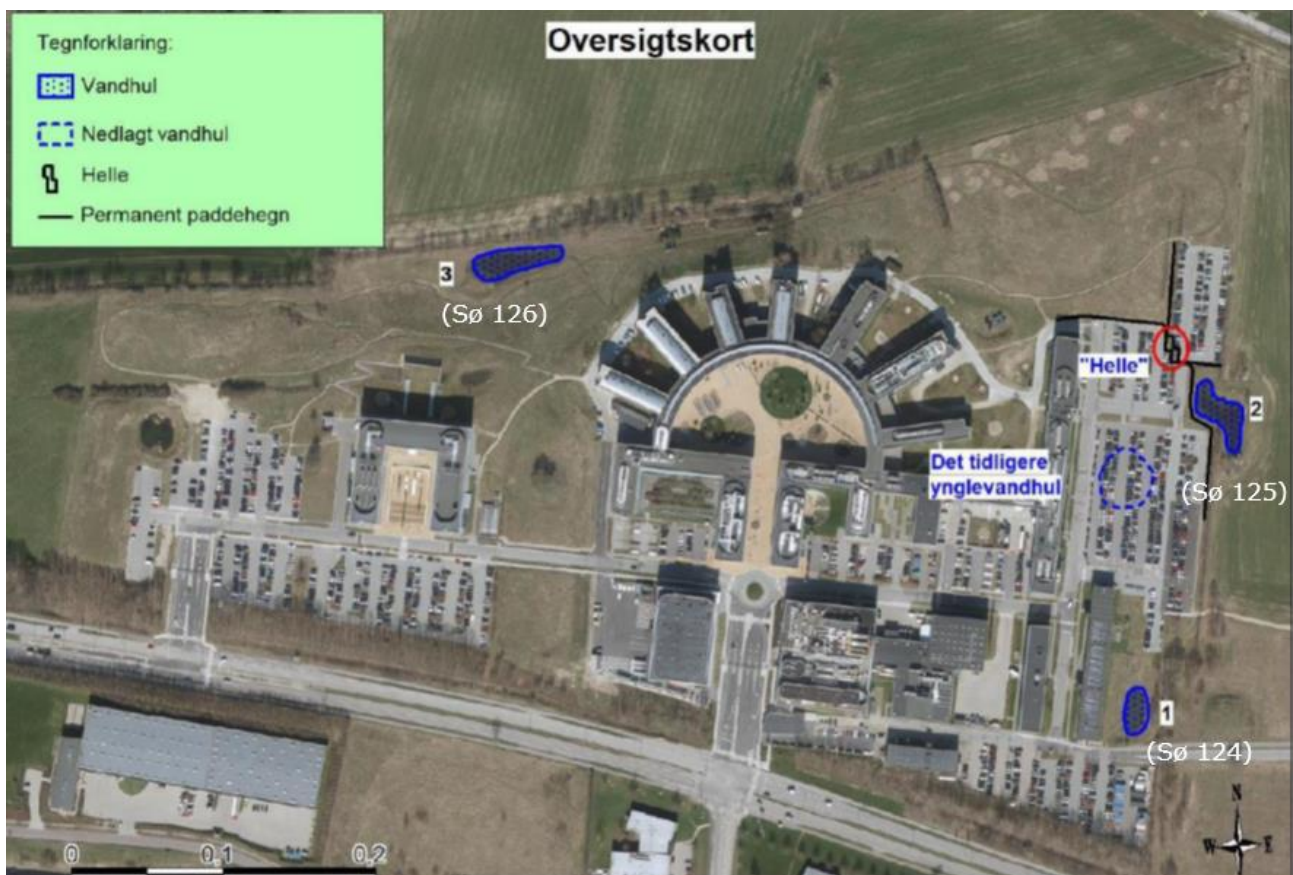 Oversigtskort
Tegnforklaring:
Vandhul
Nedlagt vandhul
Helle
Permanent paddehegn
3
(Sø 126)
"Helle"
2
(Sø 125)
Det tidligere
ynglevandhul
1
(Sø 124)
N
W E
S
0 0,1 0,2